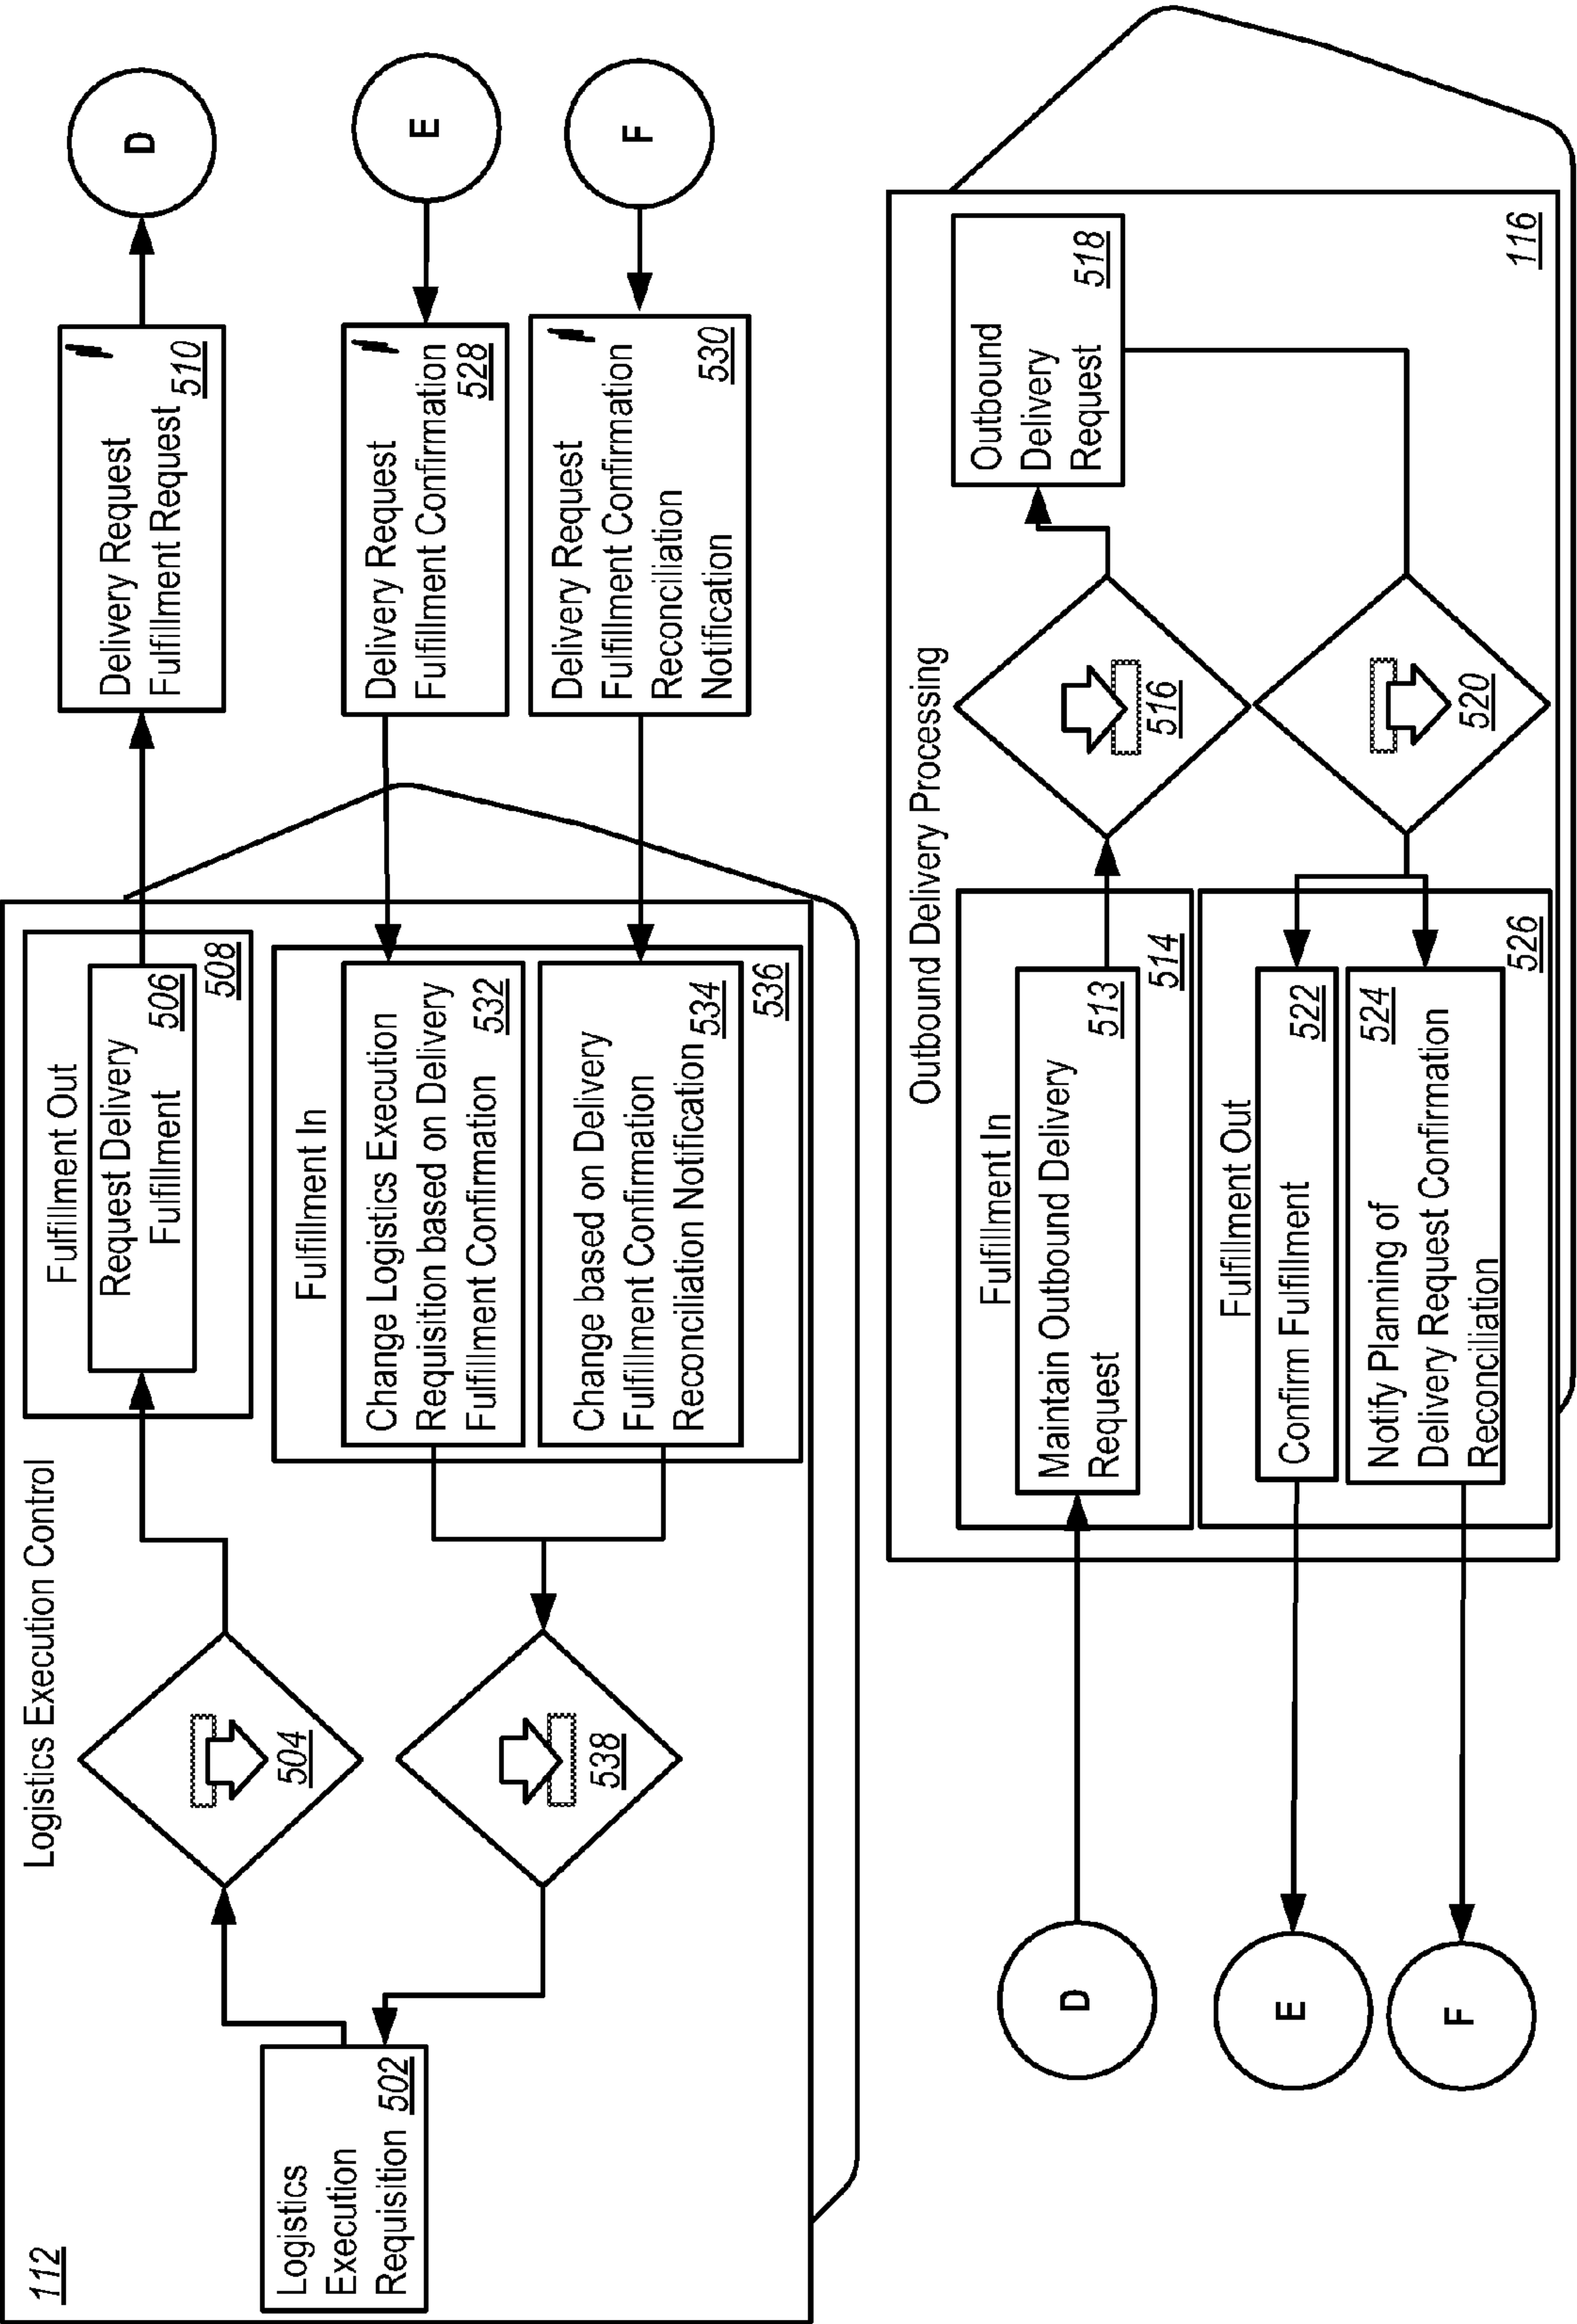 112
Logistics Execution Control
Logistics
Execution
Requisition 502
504
538
Fulfillment Out
Request Delivery
Fulfillment
506
508
Fulfillment In
Change Logistics Execution
Requisition based on Delivery
Fulfillment Confirmation
532
Change based on Delivery
Fulfillment Confirmation
Reconciliation Notification 534
536
Delivery Request
Fulfillment Request 510
Delivery Request
Fulfillment Confirmation
528
Delivery Request
Fulfillment Confirmation
Reconciliation
Notification
530
D
E
F
D
E
F
Outbound Delivery Processing
Fulfillment In
Maintain Outbound Delivery
Request
513
514
Fulfillment Out
Confirm Fulfillment 522
Notify Planning of 524
Delivery Request Confirmation
Reconciliation
526
516
520
Outbound
Delivery
Request 518
116